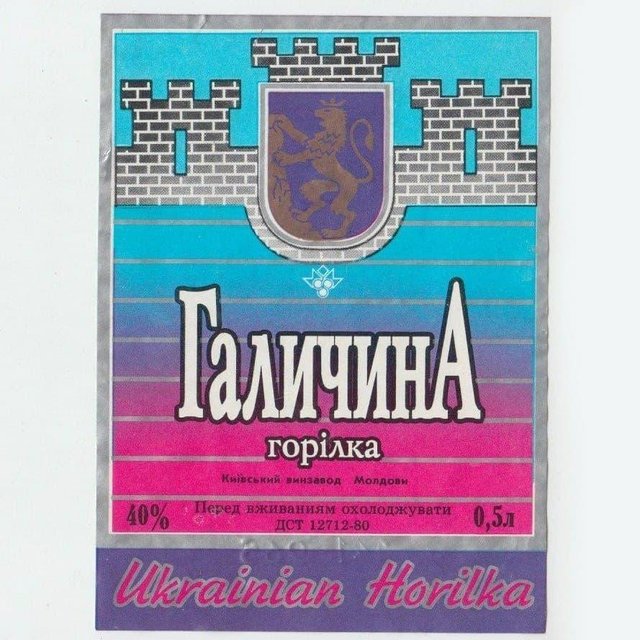 Галичина
горілка
Київський винзавод Молдови
40%
Перед вживанням охолоджувати
ДСТ 12712-80
0,5л
Ukrainian Horilka